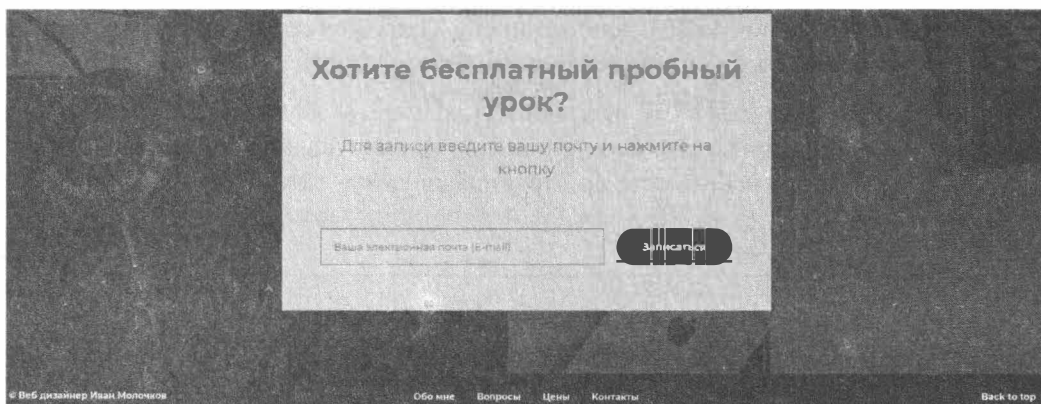 Хотите бесплатный пробный
урок?
Для записи введите вашу почту и нажмите на
кнопку
Ваша электронная почта (E-mail)
Записаться
© Веб дизайнер Иван Молочков
Обо мне Вопросы Цены Контакты
Back to top